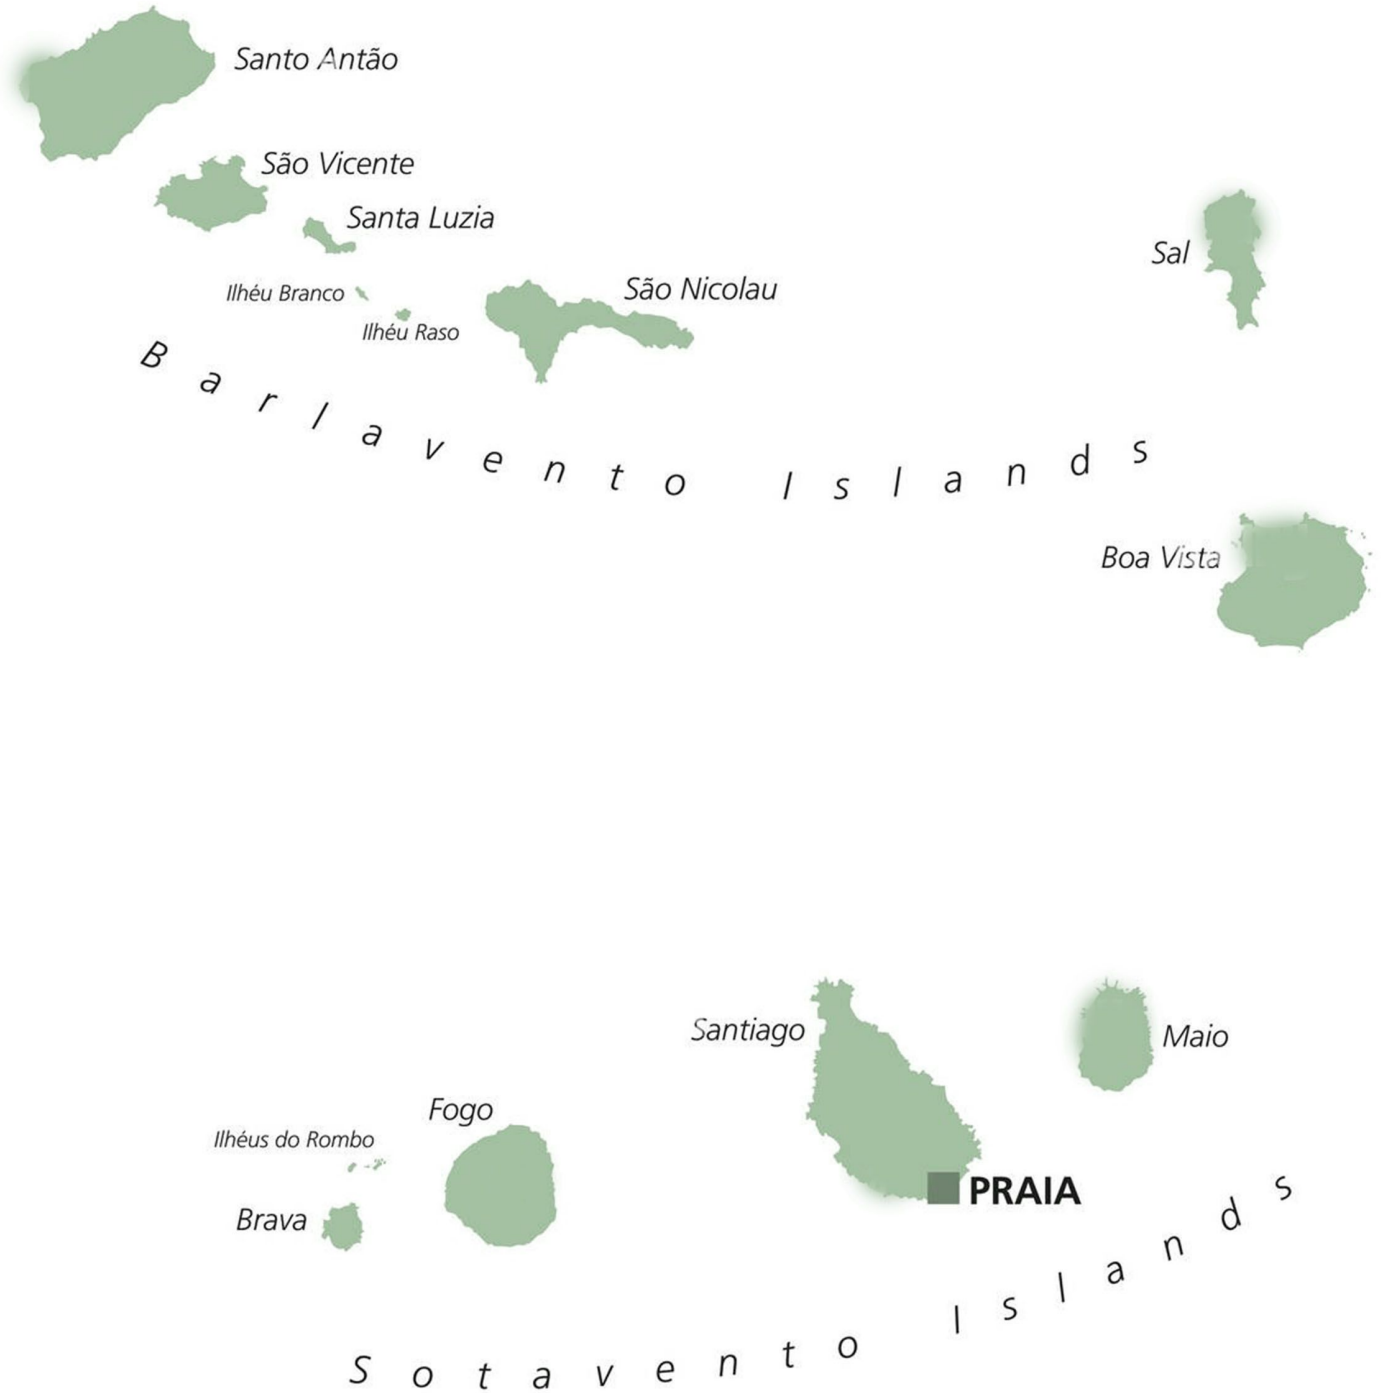 Santo Antão
São Vicente
Santa Luzia
Sal
Ilhéu Branco
São Nicolau
Ilhéu Raso
Barlavento Islands
Boa Vista
Santiago
Maio
Fogo
Ilhéus do Rombo
PRAIA
Brava
Sotavento Islands